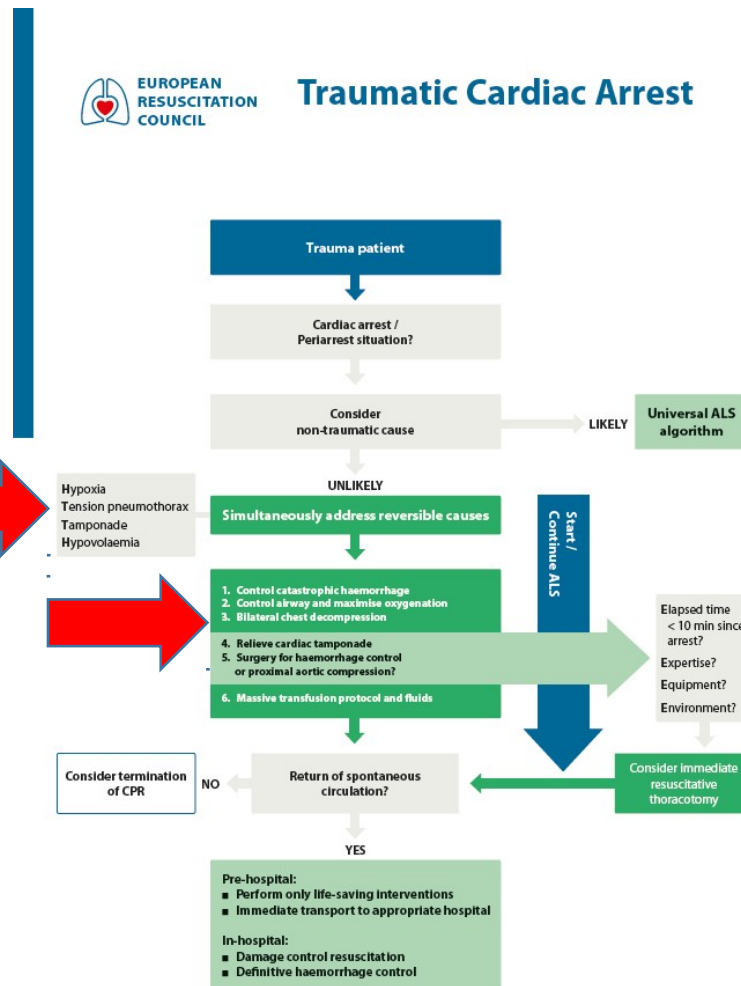 EUROPEAN
RESUSCITATION
COUNCIL
Traumatic Cardiac Arrest
Trauma patient
Cardiac arrest /
Periarrest situation?
Consider
non-traumatic cause
LIKELY
Universal ALS
algorithm
UNLIKELY
Hypoxia
Tension pneumothorax
Tamponade
Hypovolaemia
Simultaneously address reversible causes
Start /
Continue ALS
1. Control catastrophic haemorrhage
2. Control airway and maximise oxygenation
3. Bilateral chest decompression
4. Relieve cardiac tamponade
5. Surgery for haemorrhage control
or proximal aortic compression?
6. Massive transfusion protocol and fluids
Elapsed time
< 10 min since
arrest?
Expertise?
Equipment?
Environment?
Consider immediate
resuscitative
thoracotomy
Return of spontaneous
circulation?
NO
Consider termination
of CPR
YES
Pre-hospital:
■ Perform only life-saving interventions
■ Immediate transport to appropriate hospital
In-hospital:
■ Damage control resuscitation
■ Definitive haemorrhage control